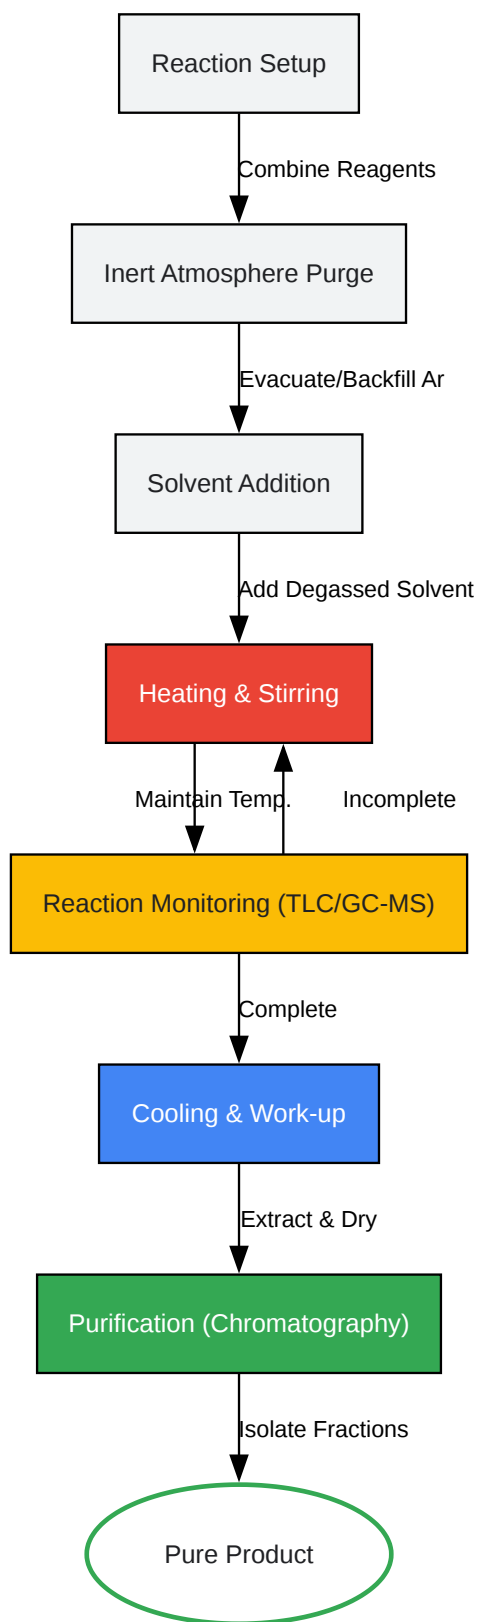 Reaction Setup
Combine Reagents
Inert Atmosphere Purge
Evacuate/Backfill Ar
Solvent Addition
Add Degassed Solvent
Heating & Stirring
Maintain Temp.
Incomplete
Reaction Monitoring (TLC/GC-MS)
Complete
Cooling & Work-up
Extract & Dry
Purification (Chromatography)
Isolate Fractions
Pure Product